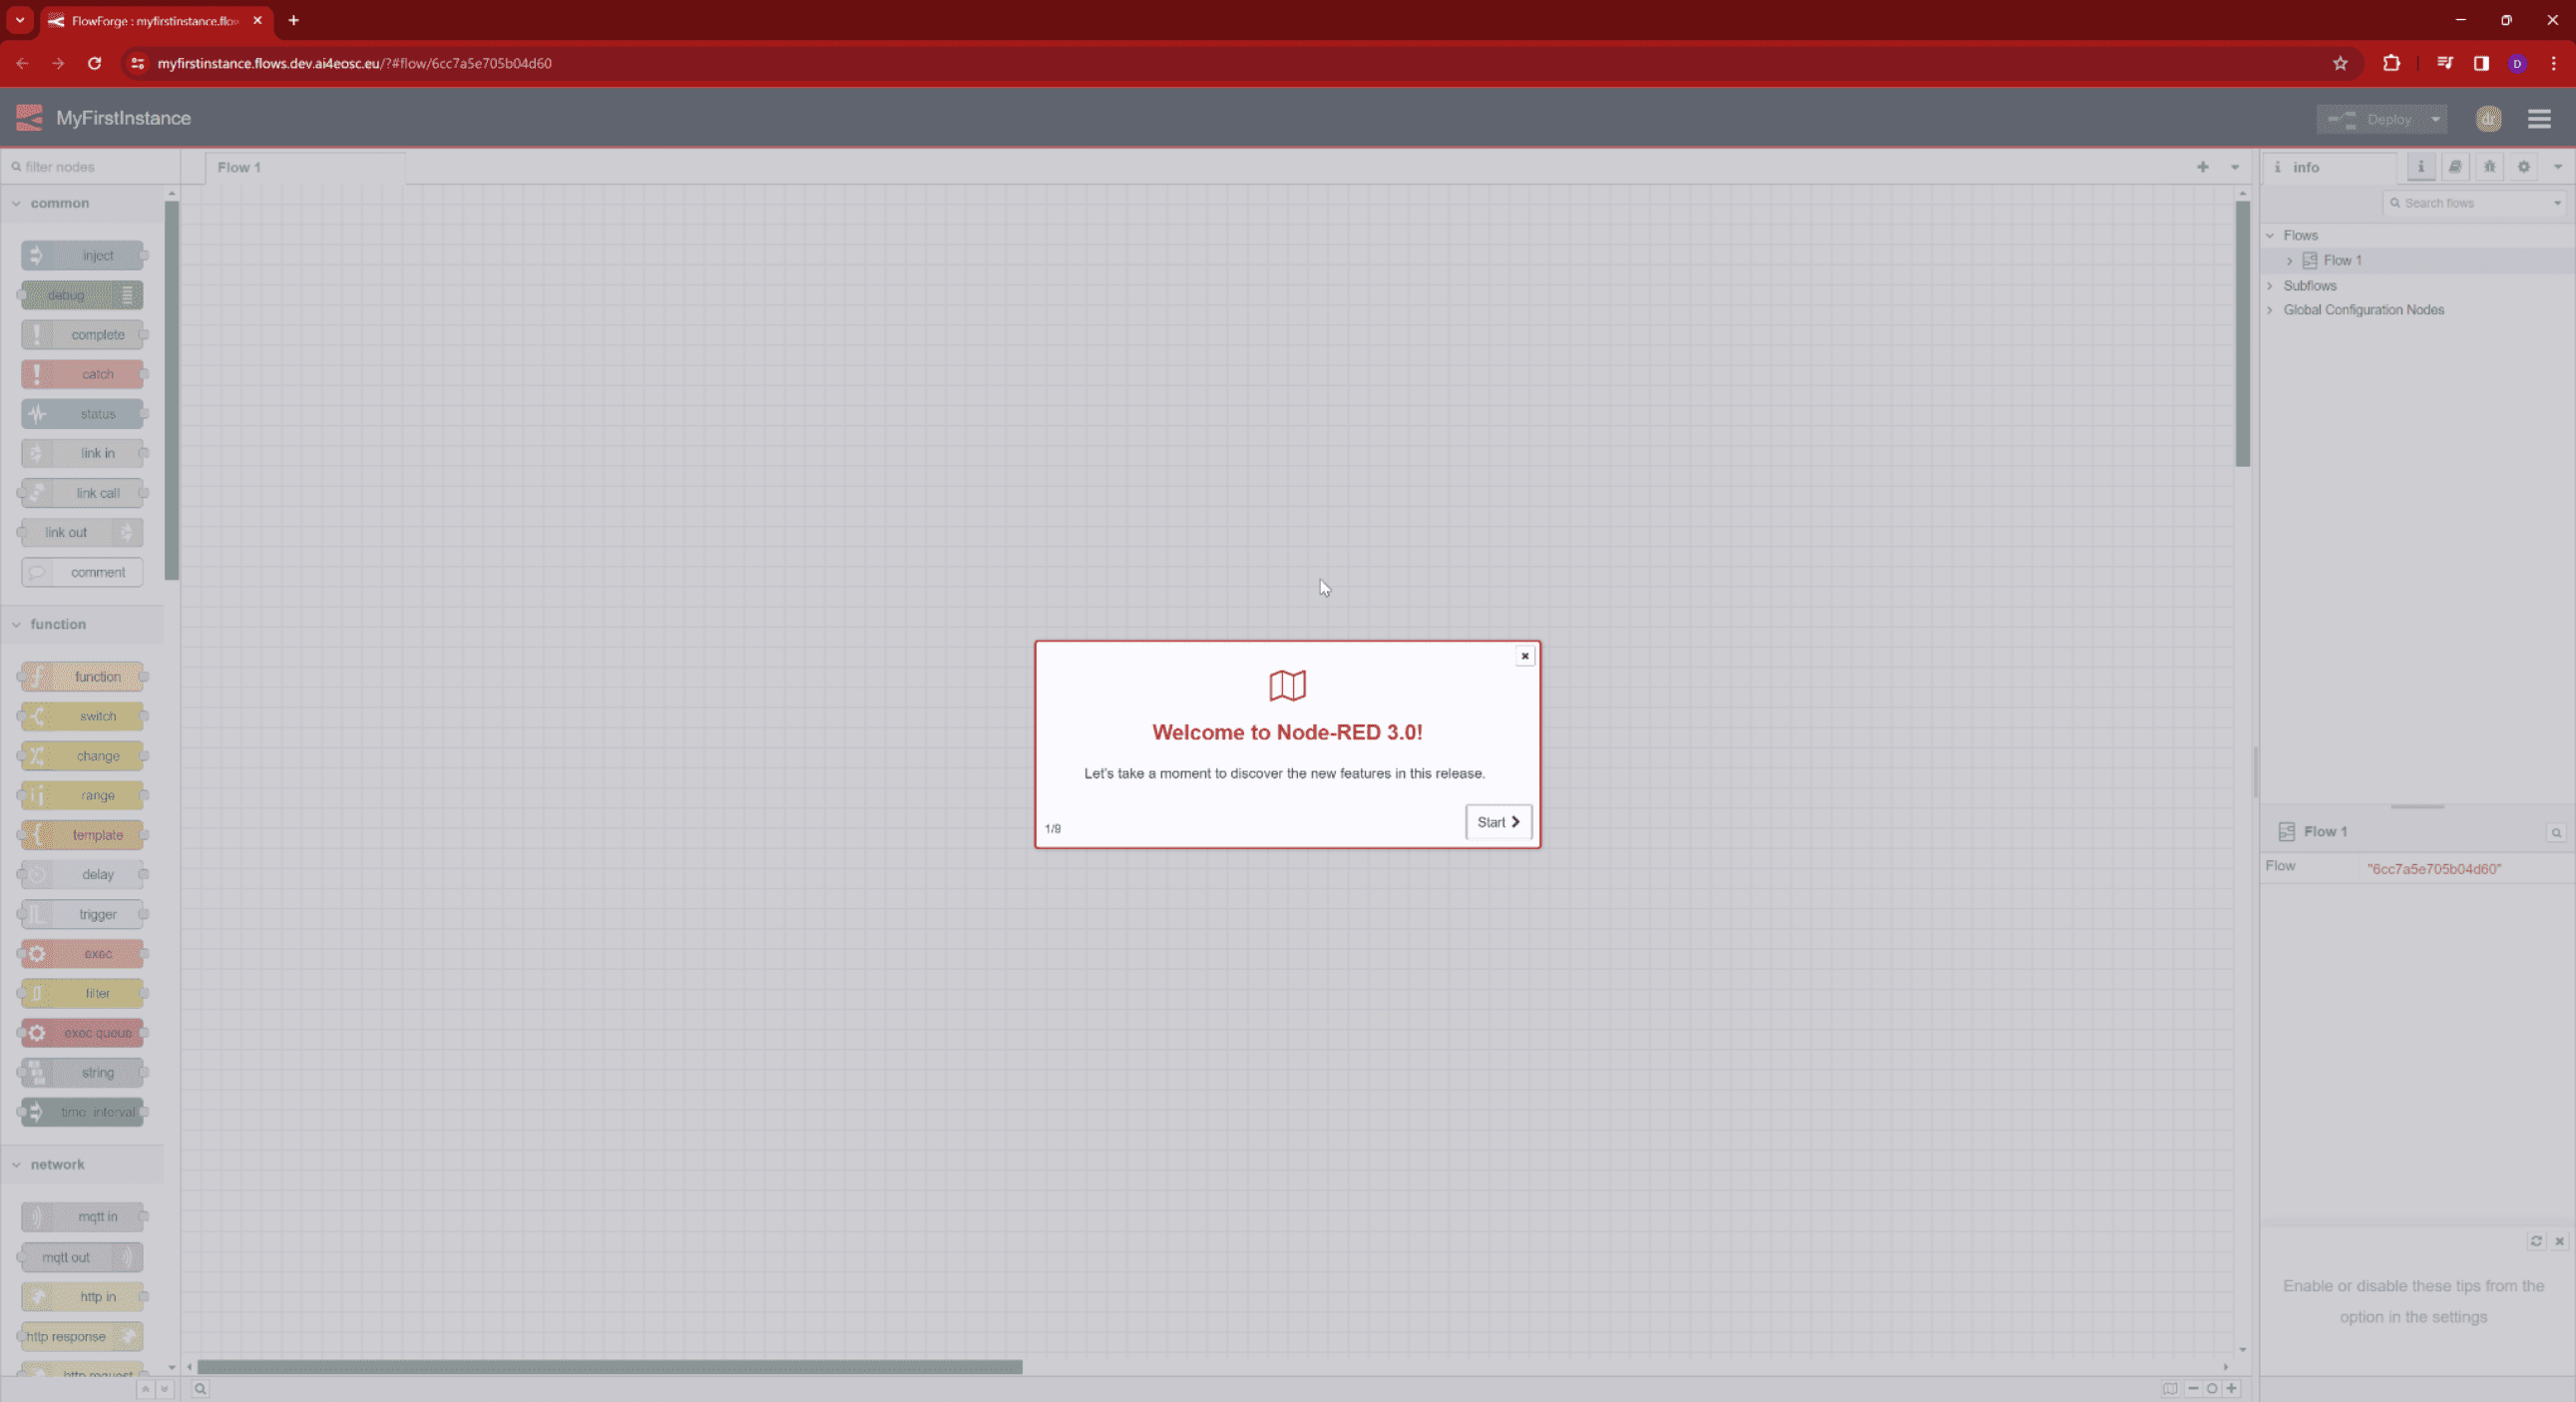 FlowForge : myfirstinstance.flo
myfirstinstance.flows.dev.ai4eosc.eu/?#flow/6cc7a5e705b04d60
D
MyFirstInstance
Deploy
dr
filter nodes
Flow 1
info
Search flows
common
inject
debug
complete
catch
status
link in
link call
link out
comment
function
function
switch
change
range
template
delay
trigger
exec
filter
exec queue
string
time interval
network
mqtt in
mqtt out
http in
http response
http request
Flows
Flow 1
Subflows
Global Configuration Nodes
Welcome to Node-RED 3.0!
Let's take a moment to discover the new features in this release.
1/9
Start
Flow 1
Flow
"6cc7a5e705b04d60"
Enable or disable these tips from the
option in the settings